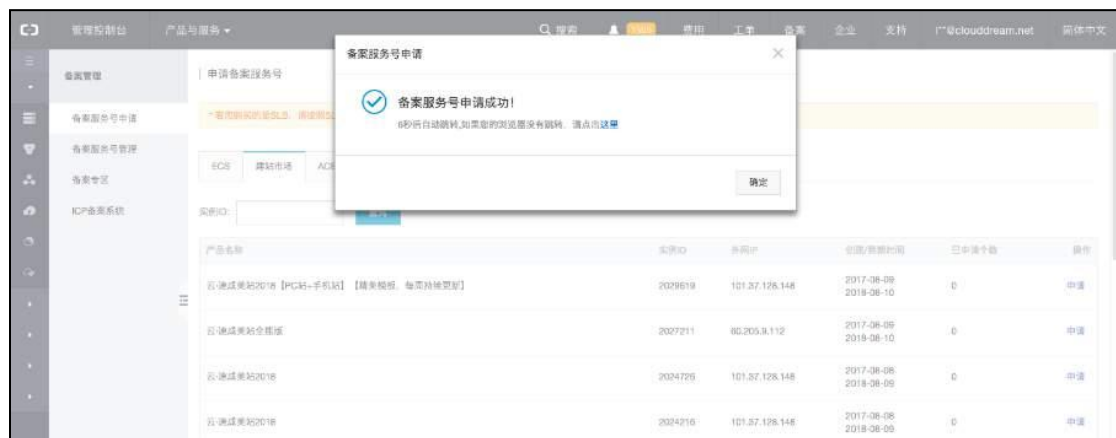 管理控制台 产品与服务 搜索 费用 工单 备案 企业 支持 i**@clouddream.net 简体中文
备案管理
备案服务号申请
备案服务号管理
备案专区
ICP备案系统
申请备案服务号
备案服务号申请
备案服务号申请成功!
6秒后自动跳转,如果您的浏览器没有跳转，请点击这里
确定
ECS 建站市场
实例ID:
产品名称 实例ID 外网IP 创建/到期时间 已申请个数 操作
云·速成美站2018【PC站+手机站】【精美模板，每周持续更新】 2029619 101.37.128.148 2017-08-09 0 申请
2018-08-10
云·速成美站全能版 2027211 60.205.9.112 2017-08-09 0 申请
2018-08-10
云·速成美站2018 2024726 101.37.128.148 2017-08-08 0 申请
2018-08-09
云·速成美站2018 2024216 101.37.128.148 2017-08-08 0 申请
2018-08-09